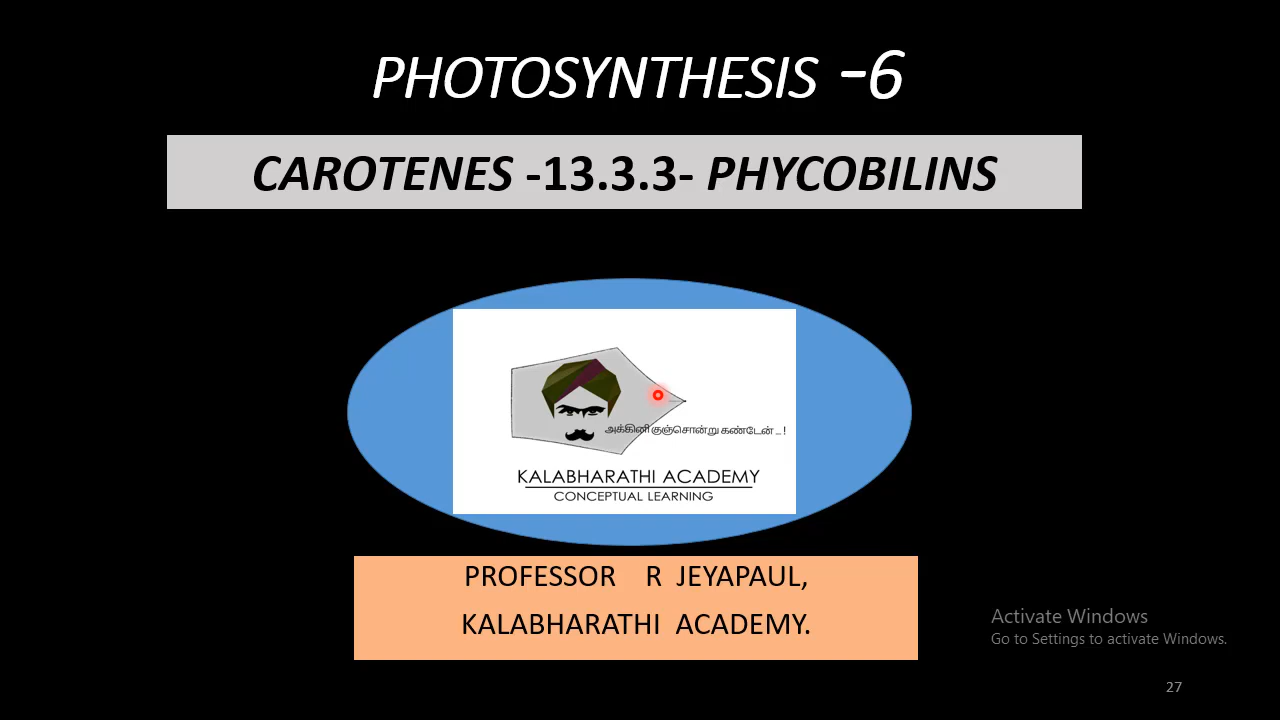 PHOTOSYNTHESIS -6
CAROTENES -13.3.3- PHYCOBILINS
அக்கினி குஞ்சொன்று கண்டேன் ... !
KALABHARATHI ACADEMY
CONCEPTUAL LEARNING
PROFESSOR R JEYAPAUL,
KALABHARATHI ACADEMY.
Activate Windows
Go to Settings to activate Windows.
27